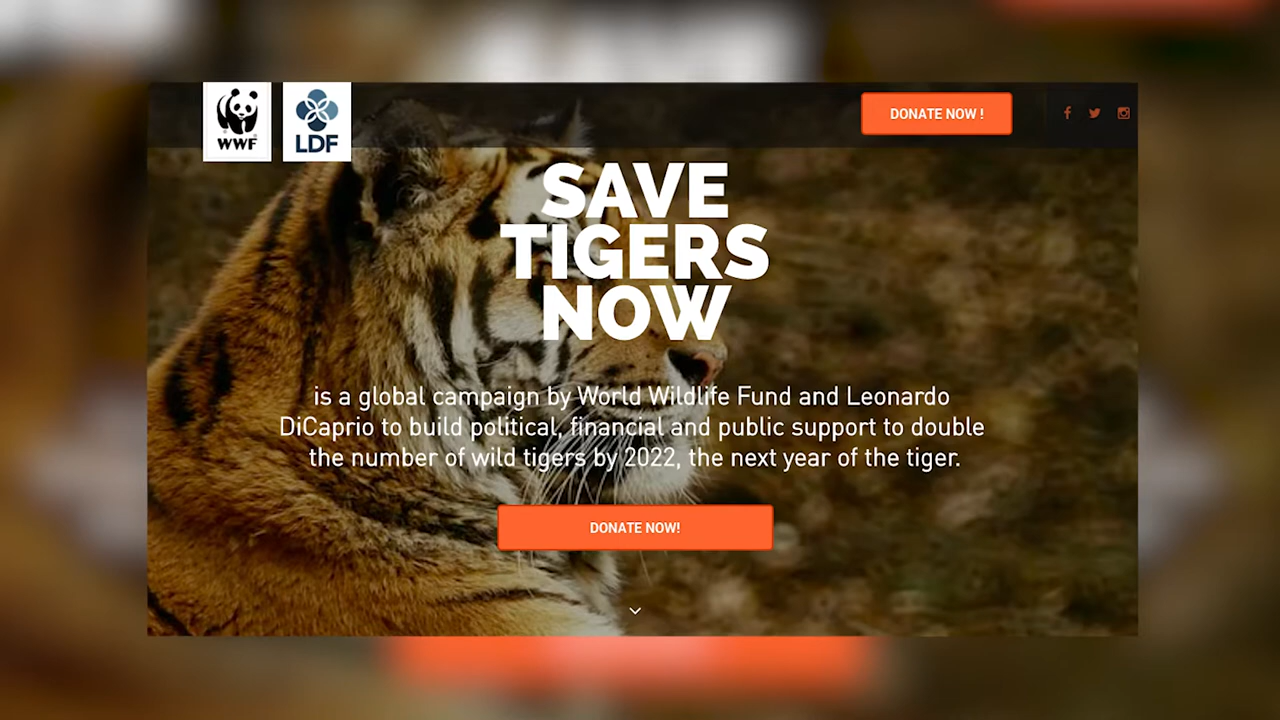 WWF
LDF
DONATE NOW !
SAVE
TIGERS
NOW
is a global campaign by World Wildlife Fund and Leonardo
DiCaprio to build political, financial and public support to double
the number of wild tigers by 2022, the next year of the tiger.
DONATE NOW!